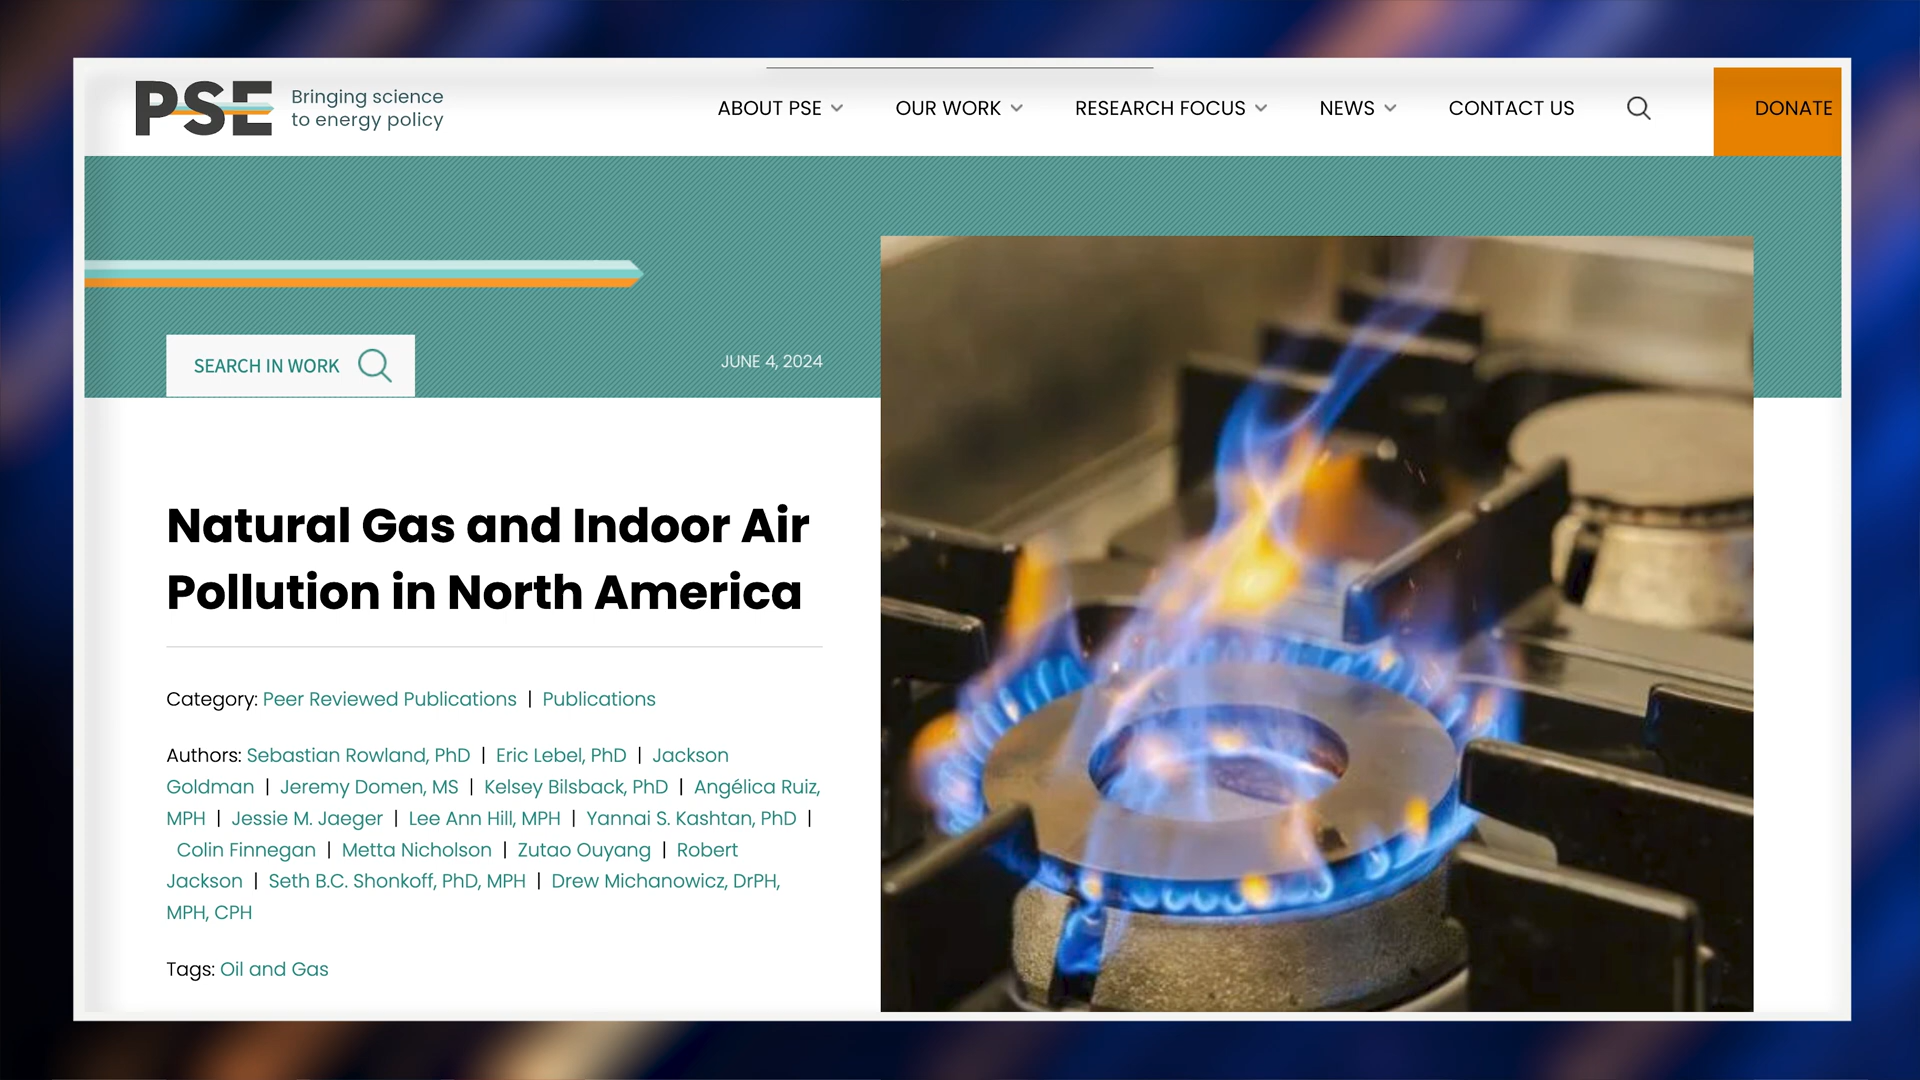 PSE
Bringing science
to energy policy
ABOUT PSE
OUR WORK
RESEARCH FOCUS
NEWS
CONTACT US
DONATE
SEARCH IN WORK
JUNE 4, 2024
Natural Gas and Indoor Air
Pollution in North America
Category: Peer Reviewed Publications | Publications
Authors: Sebastian Rowland, PhD | Eric Lebel, PhD | Jackson
Goldman | Jeremy Domen, MS | Kelsey Bilsback, PhD | Angélica Ruiz,
MPH | Jessie M. Jaeger | Lee Ann Hill, MPH | Yannai S. Kashtan, PhD |
Colin Finnegan | Metta Nicholson | Zutao Ouyang | Robert
Jackson | Seth B.C. Shonkoff, PhD, MPH | Drew Michanowicz, DrPH,
MPH, CPH
Tags: Oil and Gas